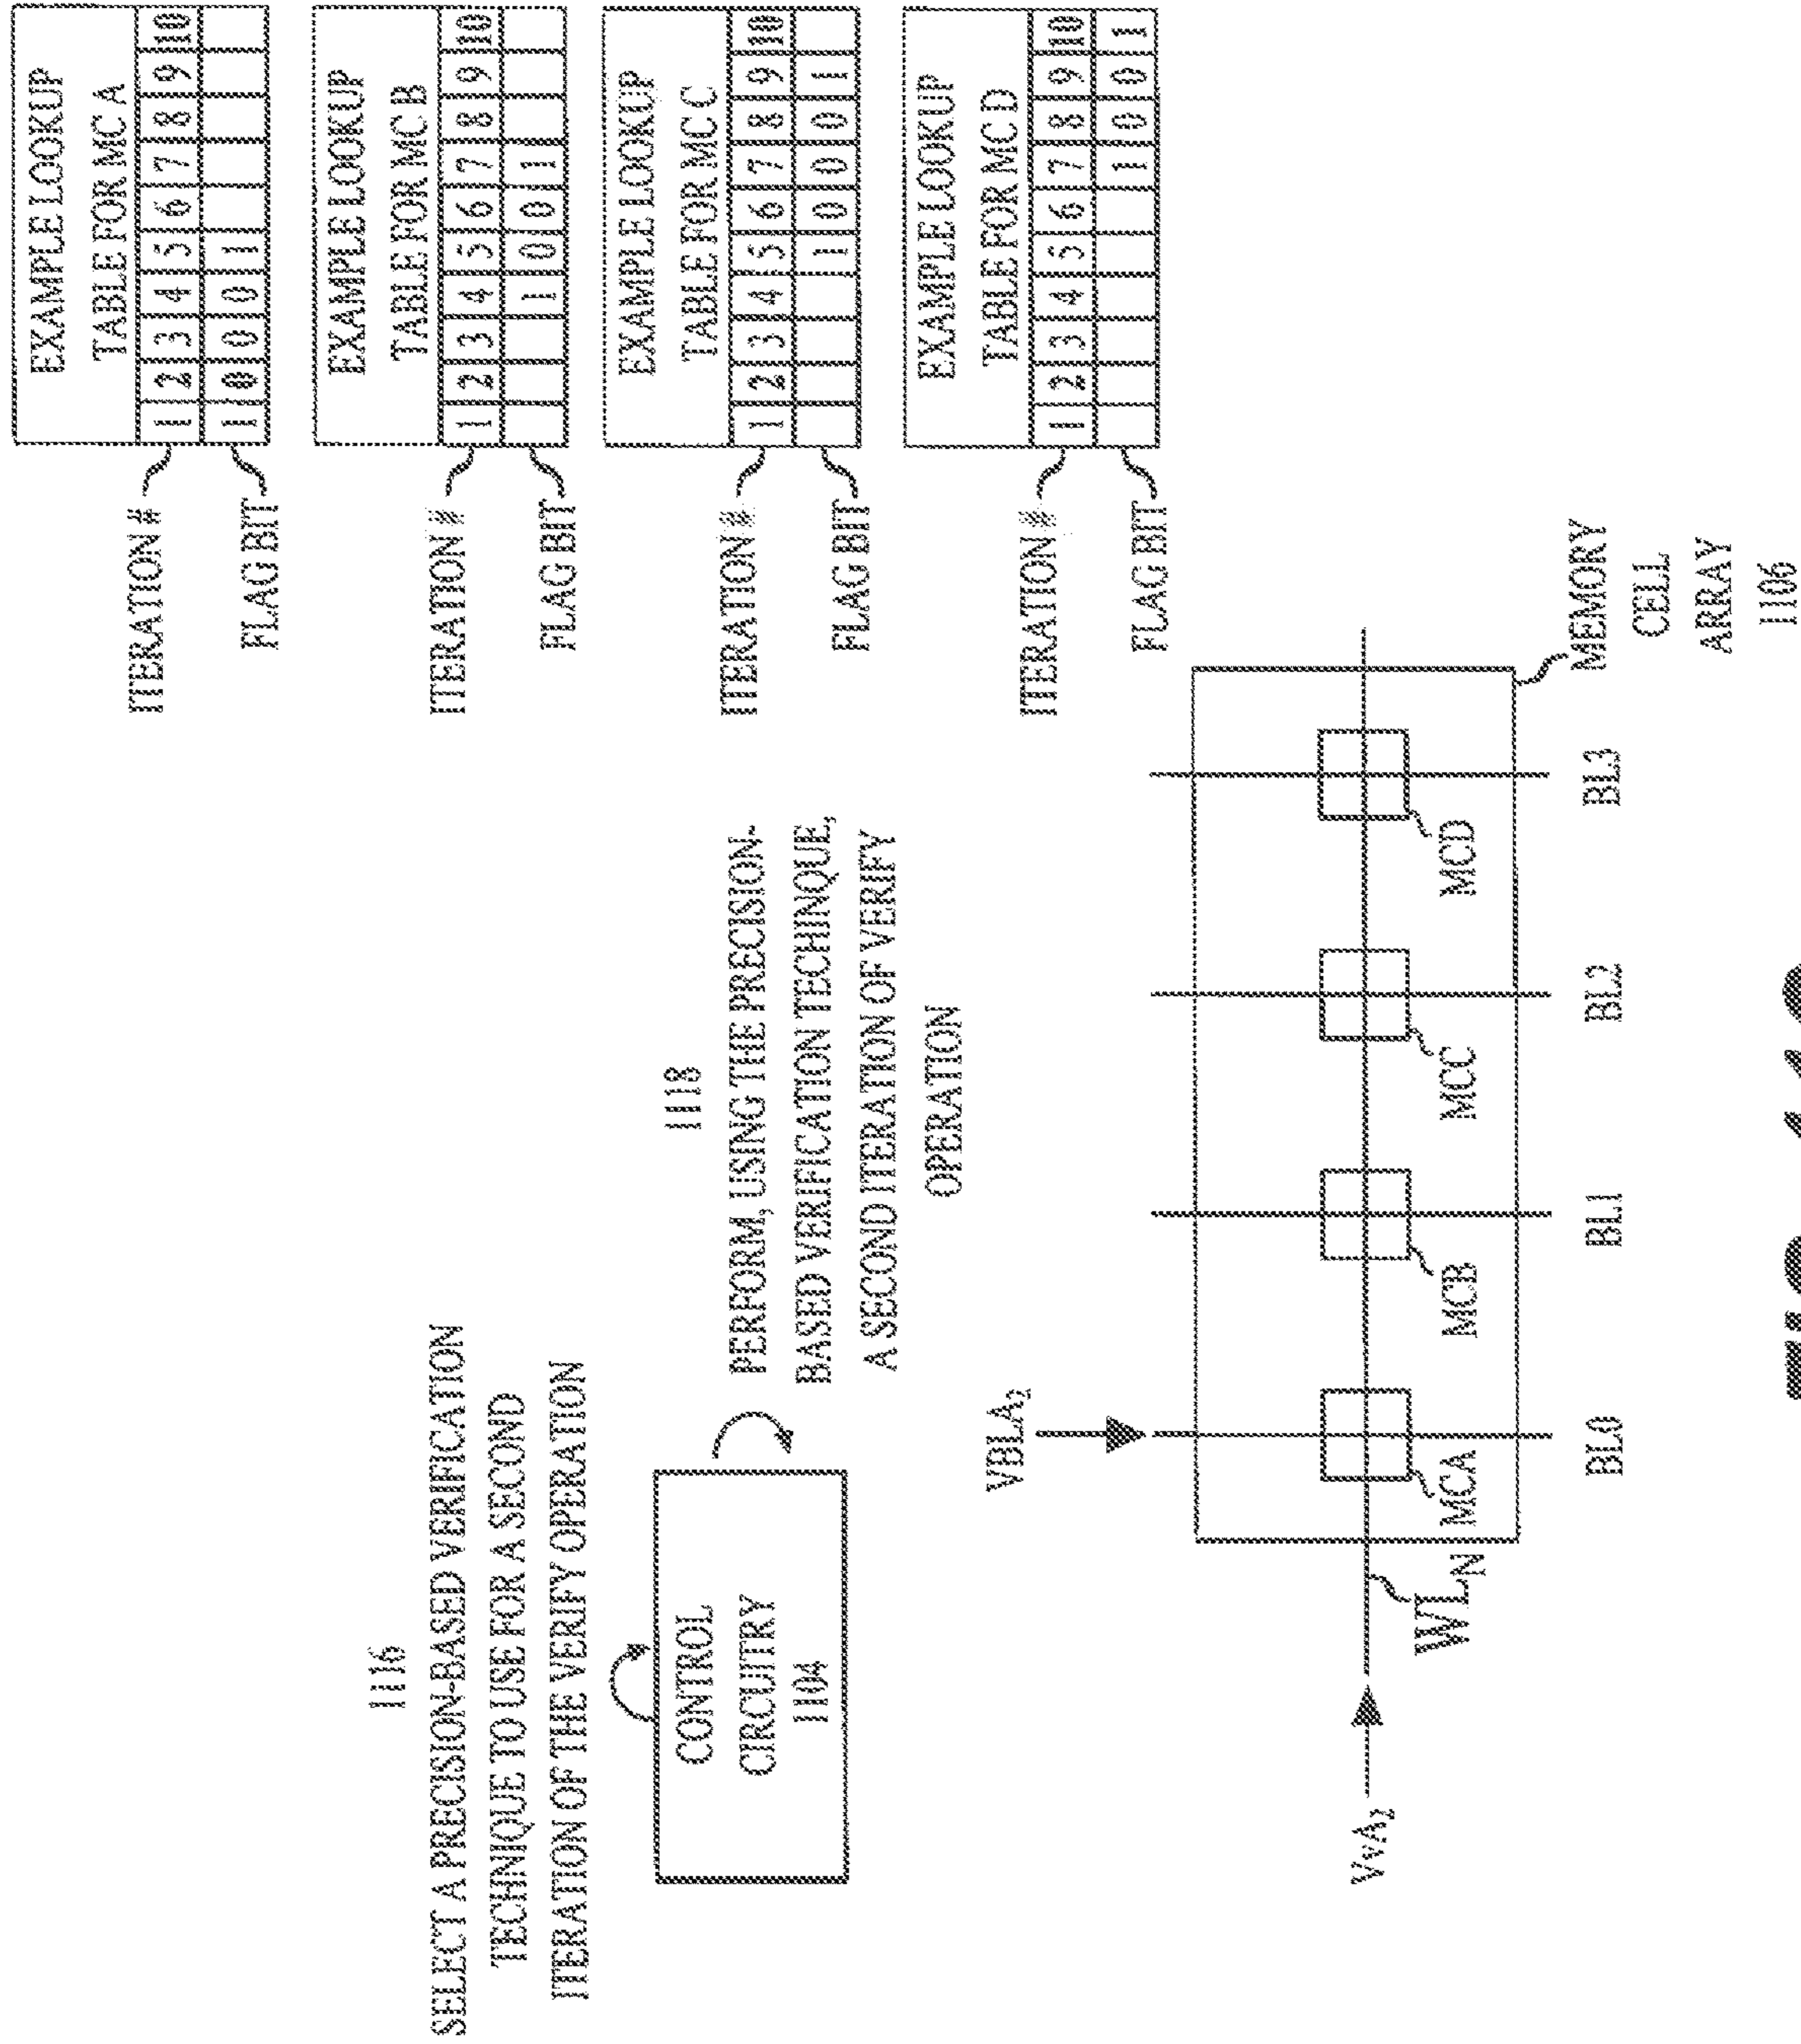 1116
SELECT A PRECISION-BASED VERIFICATION
TECHNIQUE TO USE FOR A SECOND
ITERATION OF THE VERIFY OPERATION
CONTROL
CIRCUITRY
1104
1118
PERFORM, USING THE PRECISION-
BASED VERIFICATION TECHINQUE,
A SECOND ITERATION OF VERIFY
OPERATION
EXAMPLE LOOKUP
TABLE FOR MC A
ITERATION # 1 2 3 4 5 6 7 8 9 10
FLAG BIT 1 0 0 0 1
EXAMPLE LOOKUP
TABLE FOR MC B
ITERATION # 1 2 3 4 5 6 7 8 9 10
FLAG BIT 1 0 0 1
EXAMPLE LOOKUP
TABLE FOR MC C
ITERATION # 1 2 3 4 5 6 7 8 9 10
FLAG BIT 1 0 0 0 1
EXAMPLE LOOKUP
TABLE FOR MC D
ITERATION # 1 2 3 4 5 6 7 8 9 10
FLAG BIT 1 0 0 1
VBLA2
VvA2
WLN
MCA
MCB
MCC
MCD
BL0
BL1
BL2
BL3
MEMORY
CELL
ARRAY
1106